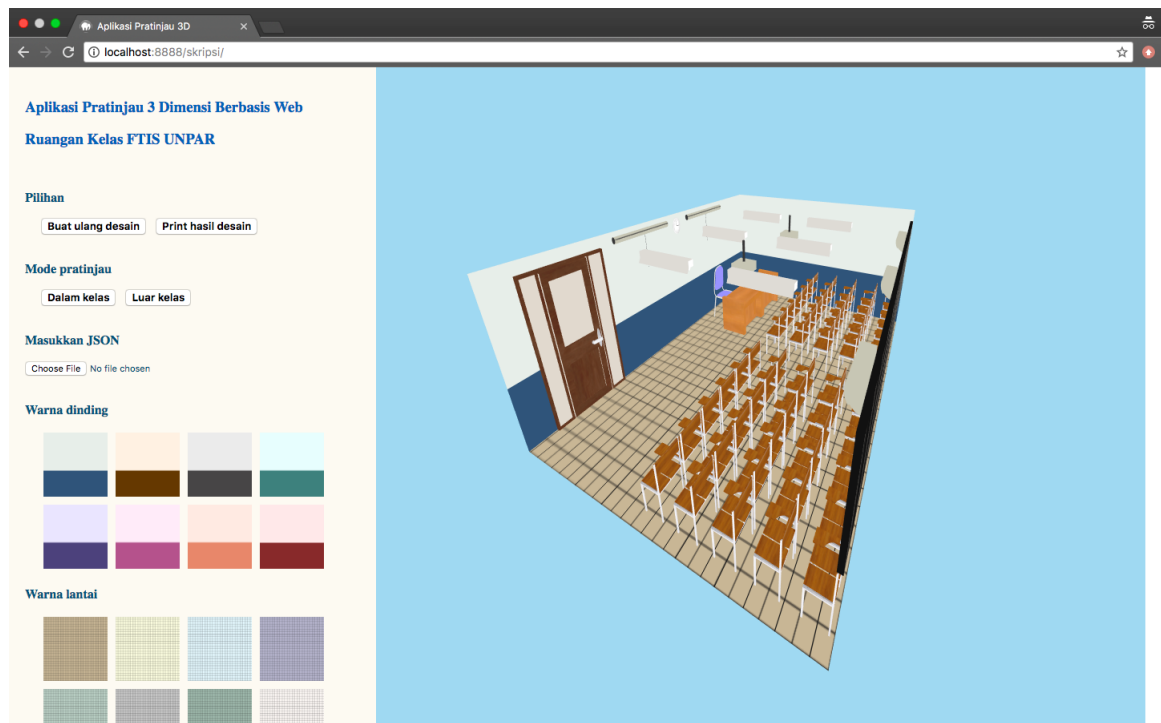 Aplikasi Pratinjau 3D
localhost:8888/skripsi/
Aplikasi Pratinjau 3 Dimensi Berbasis Web
Ruangan Kelas FTIS UNPAR
Pilihan
Buat ulang desain Print hasil desain
Mode pratinjau
Dalam kelas Luar kelas
Masukkan JSON
Choose File No file chosen
Warna dinding
Warna lantai